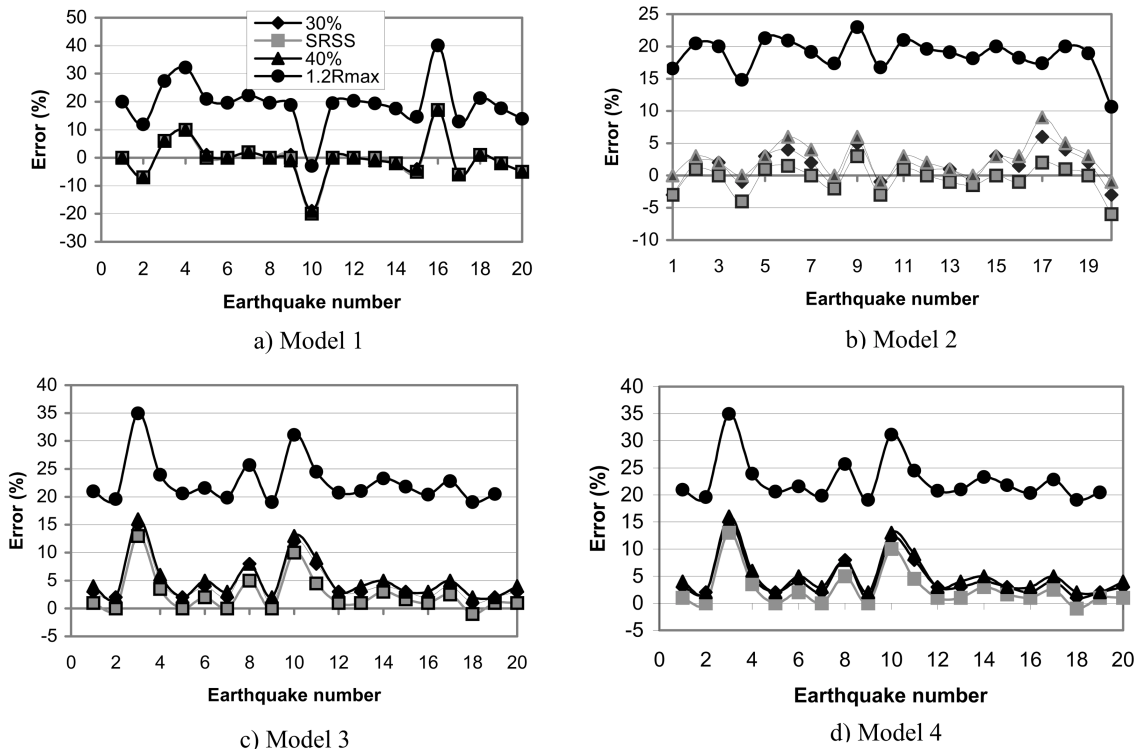 50
40
30
20
10
0
-10
-20
-30
Error (%)
30%
SRSS
40%
1.2Rmax
0 2 4 6 8 10 12 14 16 18 20
Earthquake number
a) Model 1
25
20
15
10
5
0
-5
-10
Error (%)
1 3 5 7 9 11 13 15 17 19
Earthquake number
b) Model 2
40
35
30
25
20
15
10
5
0
-5
Error (%)
0 2 4 6 8 10 12 14 16 18 20
Earthquake number
c) Model 3
40
35
30
25
20
15
10
5
0
-5
Error (%)
0 2 4 6 8 10 12 14 16 18 20
Earthquake number
d) Model 4